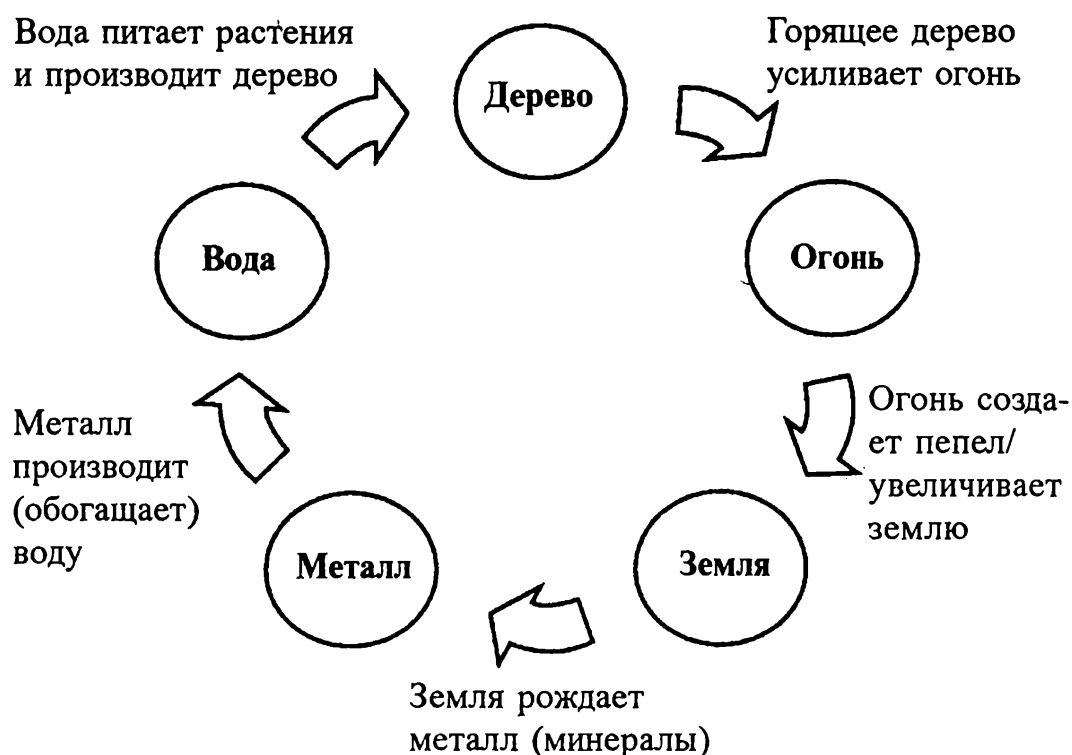 Вода питает растения
и производит дерево
Дерево
Горящее дерево
усиливает огонь
Вода
Огонь
Огонь созда-
ет пепел/
увеличивает
землю
Металл
производит
(обогащает)
воду
Металл
Земля
Земля рождает
металл (минералы)